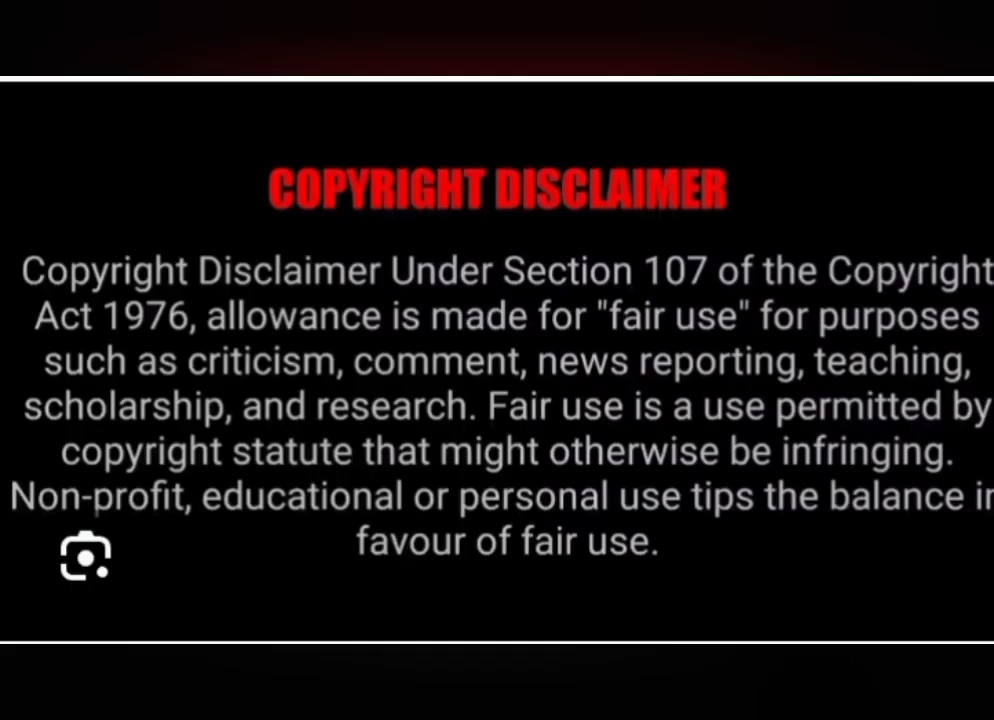 COPYRIGHT DISCLAIMER
Copyright Disclaimer Under Section 107 of the Copyright
Act 1976, allowance is made for "fair use" for purposes
such as criticism, comment, news reporting, teaching,
scholarship, and research. Fair use is a use permitted by
copyright statute that might otherwise be infringing.
Non-profit, educational or personal use tips the balance in
favour of fair use.